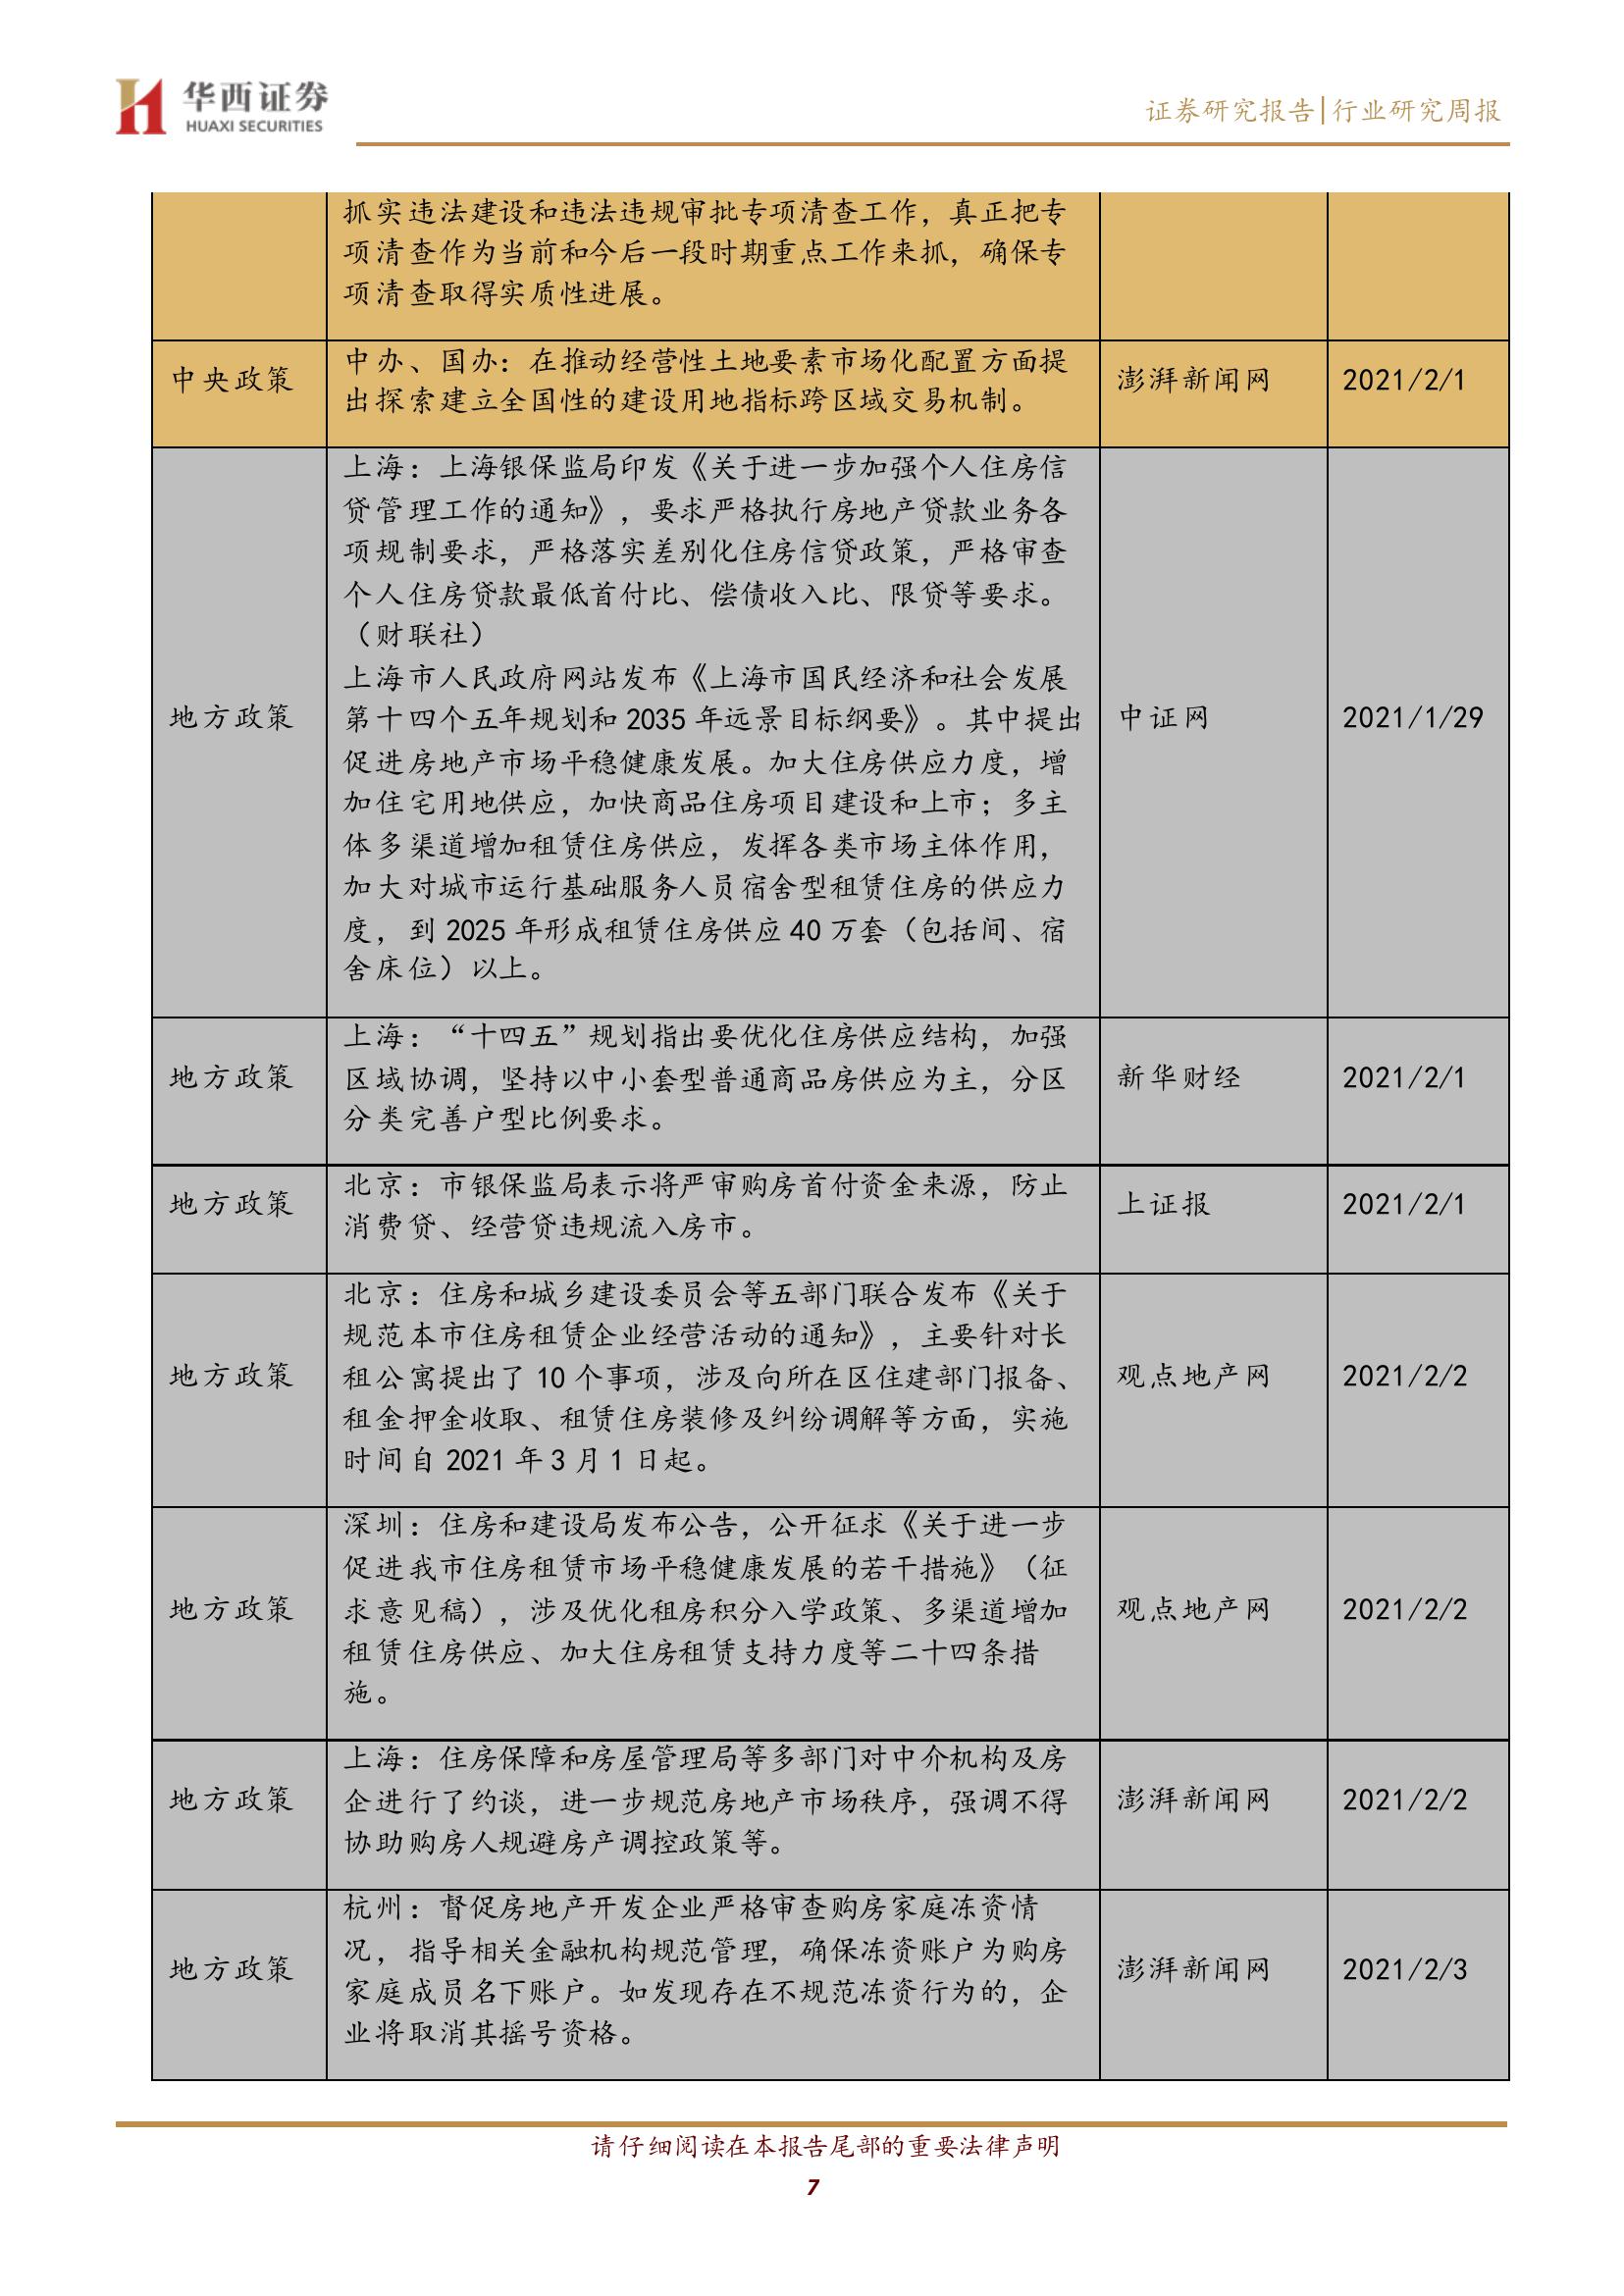 华西证券
HUAXI SECURITIES
证券研究报告|行业研究周报
抓实违法建设和违法违规审批专项清查工作，真正把专
项清查作为当前和今后一段时期重点工作来抓，确保专
项清查取得实质性进展。
中央政策
中办、国办：在推动经营性土地要素市场化配置方面提
出探索建立全国性的建设用地指标跨区域交易机制。
澎湃新闻网
2021/2/1
地方政策
上海：上海银保监局印发《关于进一步加强个人住房信
贷管理工作的通知》，要求严格执行房地产贷款业务各
项规制要求，严格落实差别化住房信贷政策，严格审查
个人住房贷款最低首付比、偿债收入比、限贷等要求。
（财联社）
上海市人民政府网站发布《上海市国民经济和社会发展
第十四个五年规划和 2035 年远景目标纲要》。其中提出
促进房地产市场平稳健康发展。加大住房供应力度，增
加住宅用地供应，加快商品住房项目建设和上市；多主
体多渠道增加租赁住房供应，发挥各类市场主体作用，
加大对城市运行基础服务人员宿舍型租赁住房的供应力
度，到 2025 年形成租赁住房供应 40 万套（包括间、宿
舍床位）以上。
中证网
2021/1/29
地方政策
上海：“十四五”规划指出要优化住房供应结构，加强
区域协调，坚持以中小套型普通商品房供应为主，分区
分类完善户型比例要求。
新华财经
2021/2/1
地方政策
北京：市银保监局表示将严审购房首付资金来源，防止
消费贷、经营贷违规流入房市。
上证报
2021/2/1
地方政策
北京：住房和城乡建设委员会等五部门联合发布《关于
规范本市住房租赁企业经营活动的通知》，主要针对长
租公寓提出了 10 个事项，涉及向所在区住建部门报备、
租金押金收取、租赁住房装修及纠纷调解等方面，实施
时间自 2021 年 3 月 1 日起。
观点地产网
2021/2/2
地方政策
深圳：住房和建设局发布公告，公开征求《关于进一步
促进我市住房租赁市场平稳健康发展的若干措施》（征
求意见稿），涉及优化租房积分入学政策、多渠道增加
租赁住房供应、加大住房租赁支持力度等二十四条措
施。
观点地产网
2021/2/2
地方政策
上海：住房保障和房屋管理局等多部门对中介机构及房
企进行了约谈，进一步规范房地产市场秩序，强调不得
协助购房人规避房产调控政策等。
澎湃新闻网
2021/2/2
地方政策
杭州：督促房地产开发企业严格审查购房家庭冻资情
况，指导相关金融机构规范管理，确保冻资账户为购房
家庭成员名下账户。如发现存在不规范冻资行为的，企
业将取消其摇号资格。
澎湃新闻网
2021/2/3
请仔细阅读在本报告尾部的重要法律声明
7